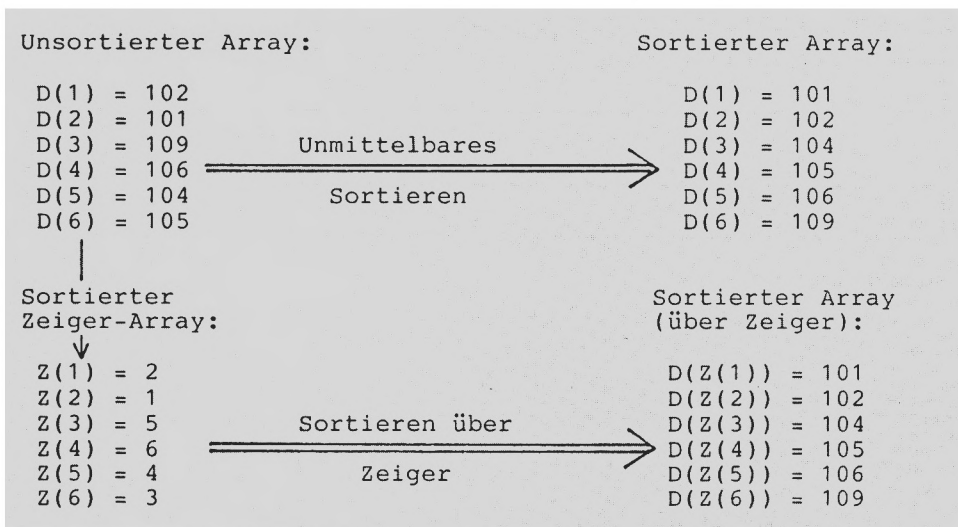 Unsortierter Array:
D(1) = 102
D(2) = 101
D(3) = 109
D(4) = 106
D(5) = 104
D(6) = 105
Unmittelbares
Sortieren
Sortierter Array:
D(1) = 101
D(2) = 102
D(3) = 104
D(4) = 105
D(5) = 106
D(6) = 109
Sortierter
Zeiger-Array:
Z(1) = 2
Z(2) = 1
Z(3) = 5
Z(4) = 6
Z(5) = 4
Z(6) = 3
Sortieren über
Zeiger
Sortierter Array
(über Zeiger):
D(Z(1)) = 101
D(Z(2)) = 102
D(Z(3)) = 104
D(Z(4)) = 105
D(Z(5)) = 106
D(Z(6)) = 109